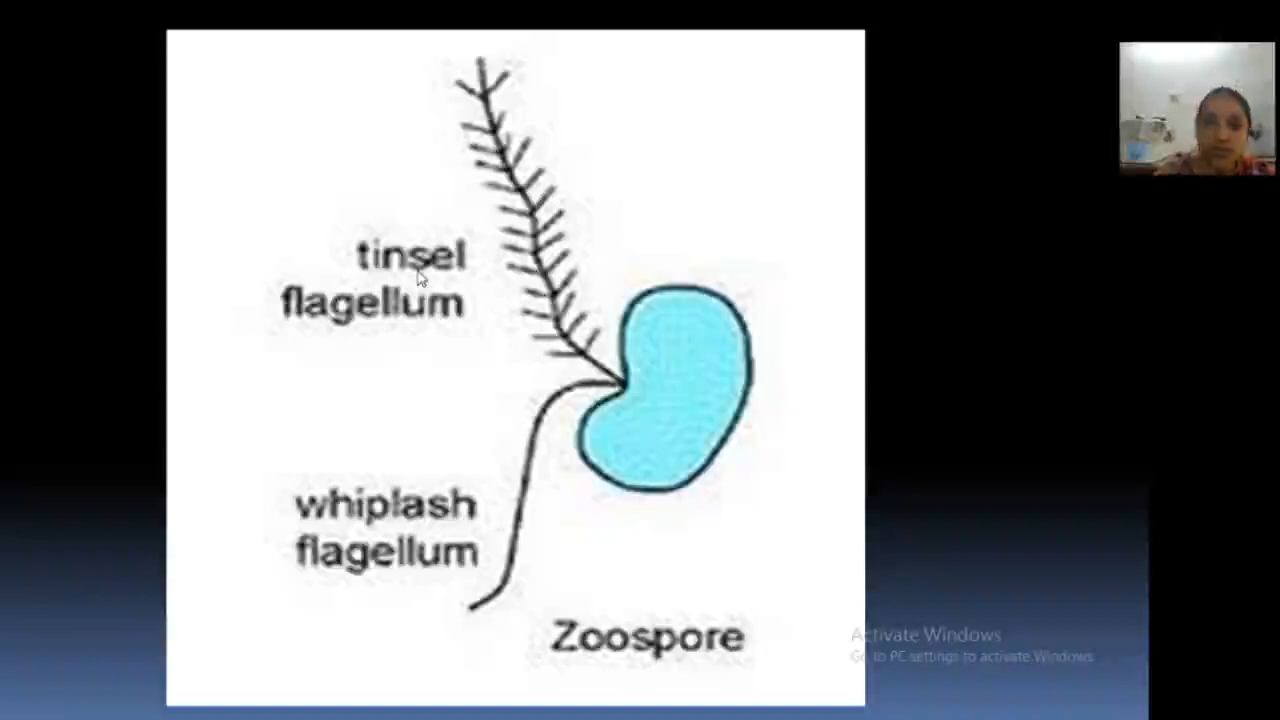 tinsel
flagellum
whiplash
flagellum
Zoospore
Activate Windows
Go to PC settings to activate Windows